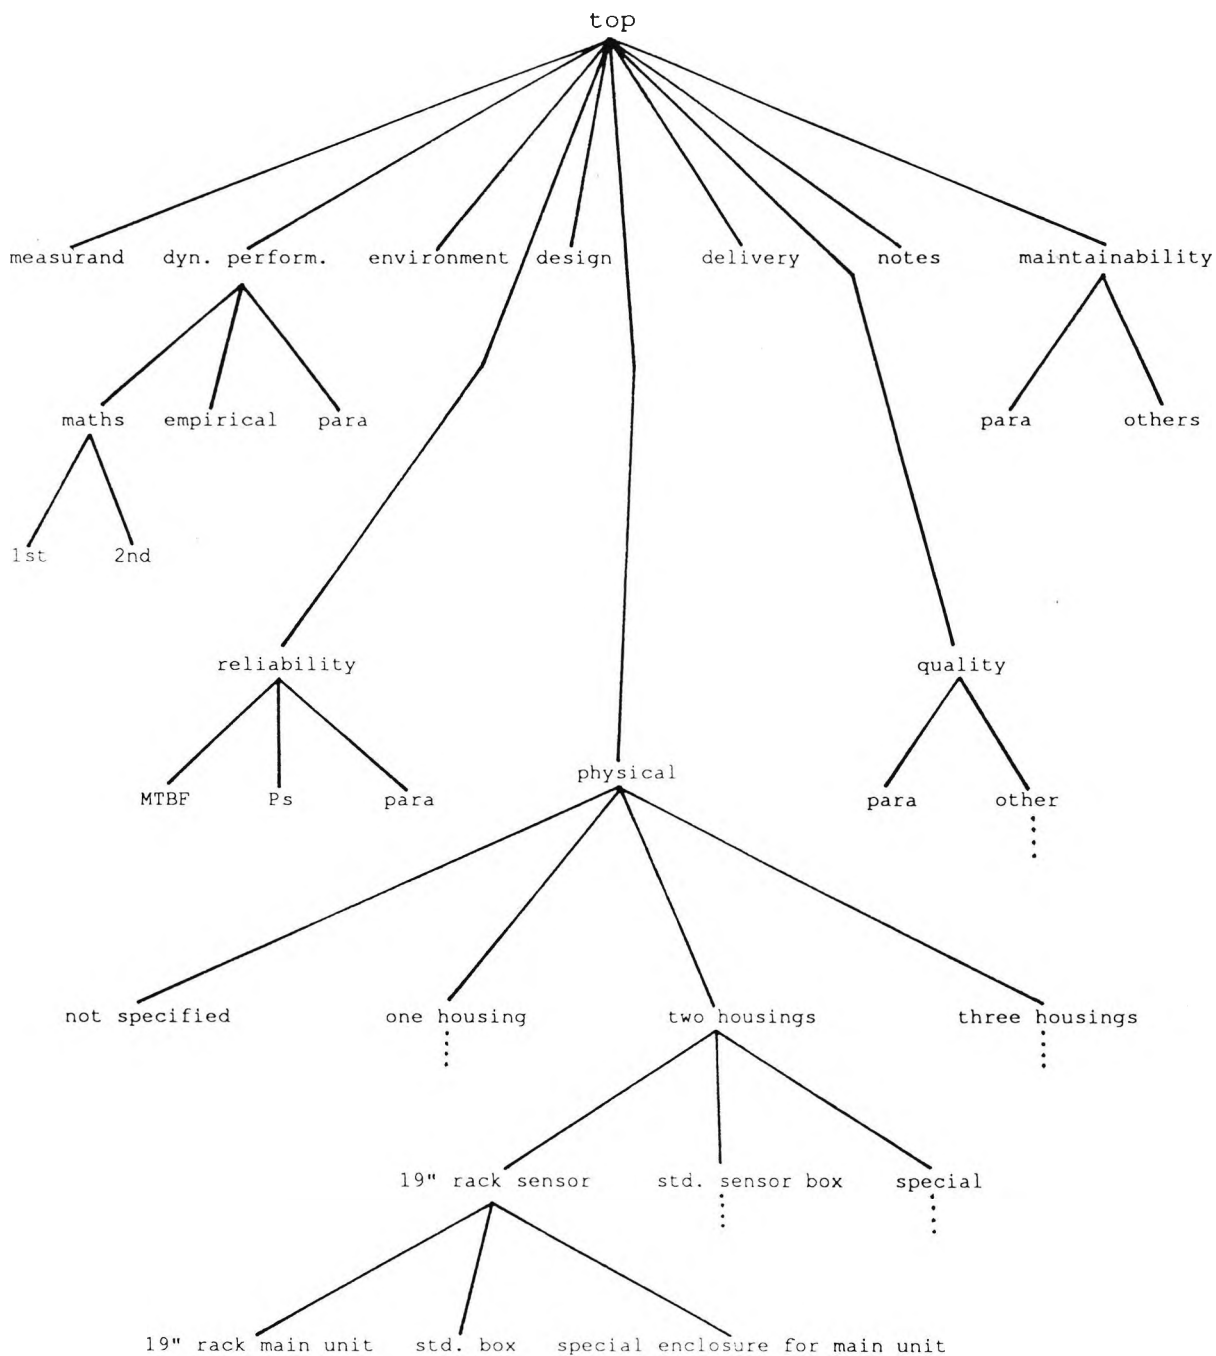 top
measurand dyn. perform. environment design delivery notes maintainability
maths empirical para para others
1st 2nd
reliability quality
physical
MTBF Ps para para other
not specified one housing two housings three housings
19" rack sensor std. sensor box special
19" rack main unit std. box special enclosure for main unit